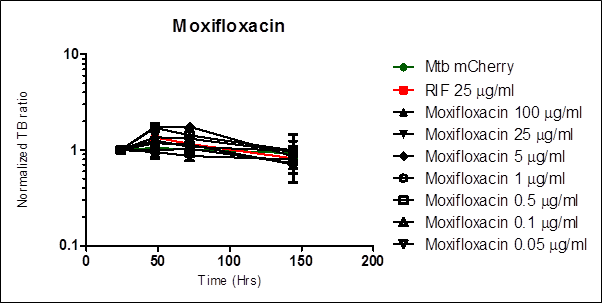 Moxifloxacin
Normalized TB ratio
10
1
0.1
0
50
100
150
200
Time (Hrs)
Mtb mCherry
RIF 25 µg/ml
Moxifloxacin 100 µg/ml
Moxifloxacin 25 µg/ml
Moxifloxacin 5 µg/ml
Moxifloxacin 1 µg/ml
Moxifloxacin 0.5 µg/ml
Moxifloxacin 0.1 µg/ml
Moxifloxacin 0.05 µg/ml